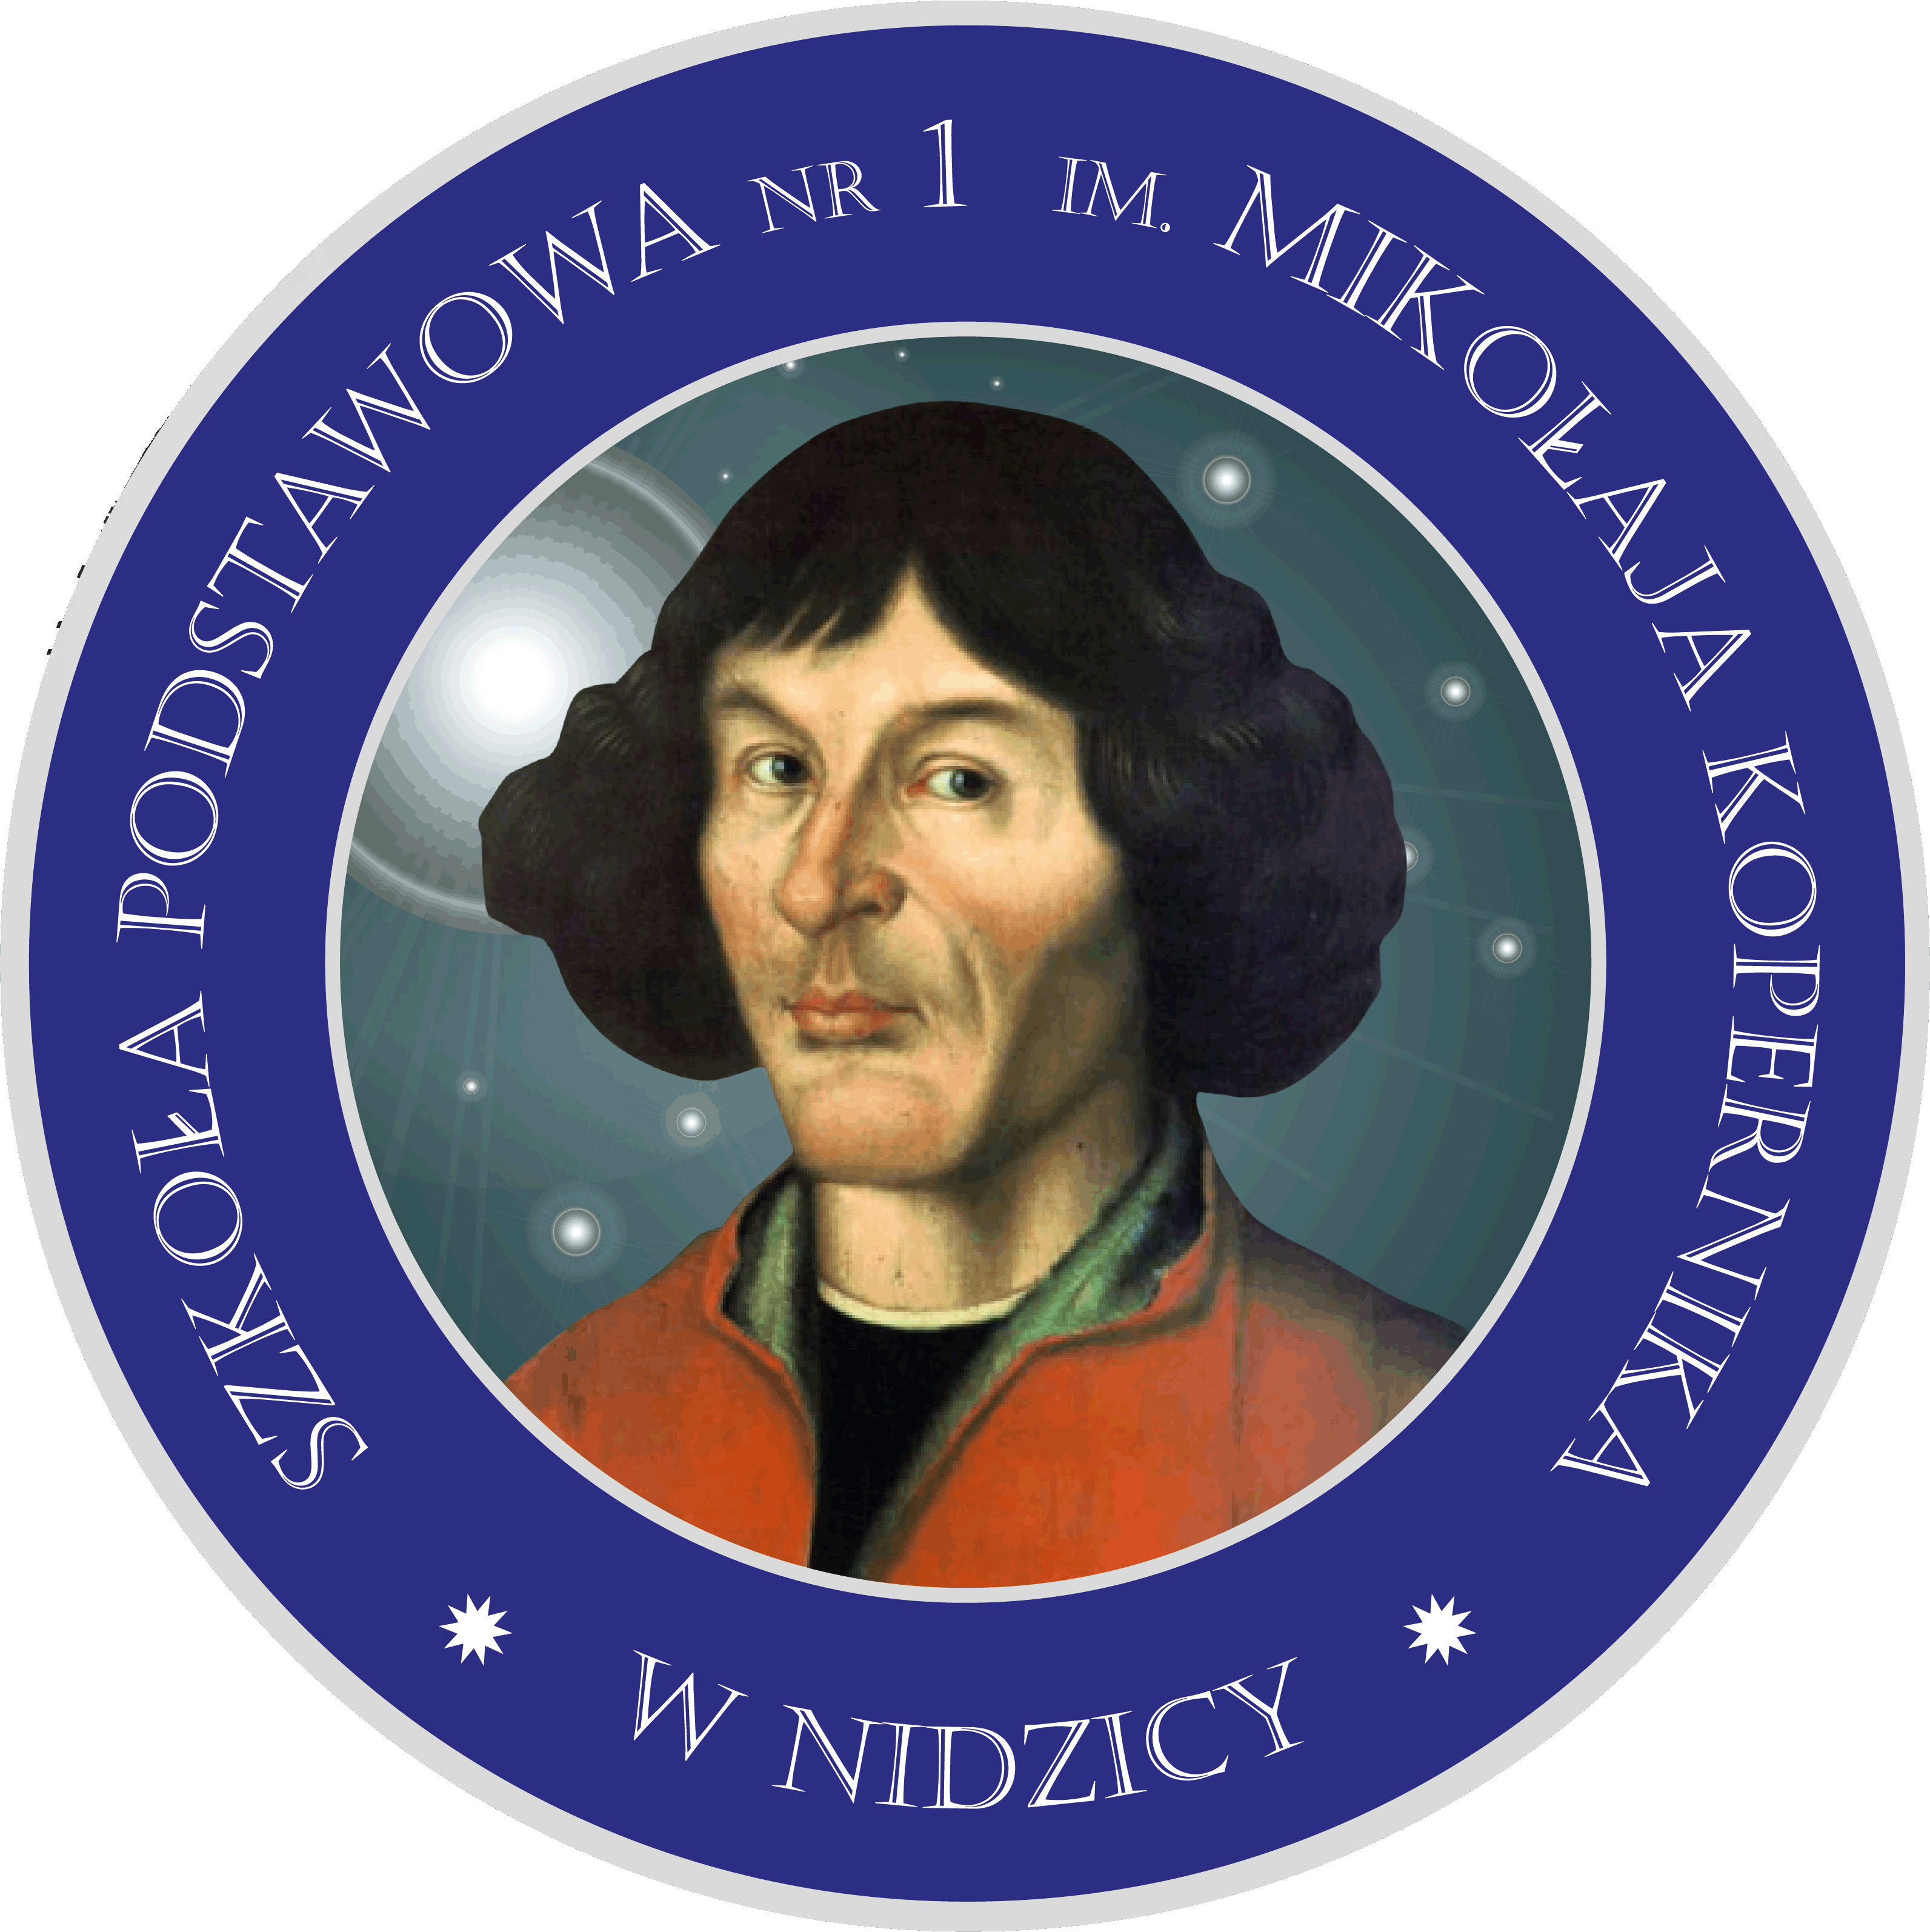 SZKOŁA PODSTAWOWA NR 1 IM. MIKOŁAJA KOPERNIKA
W NIDZICY